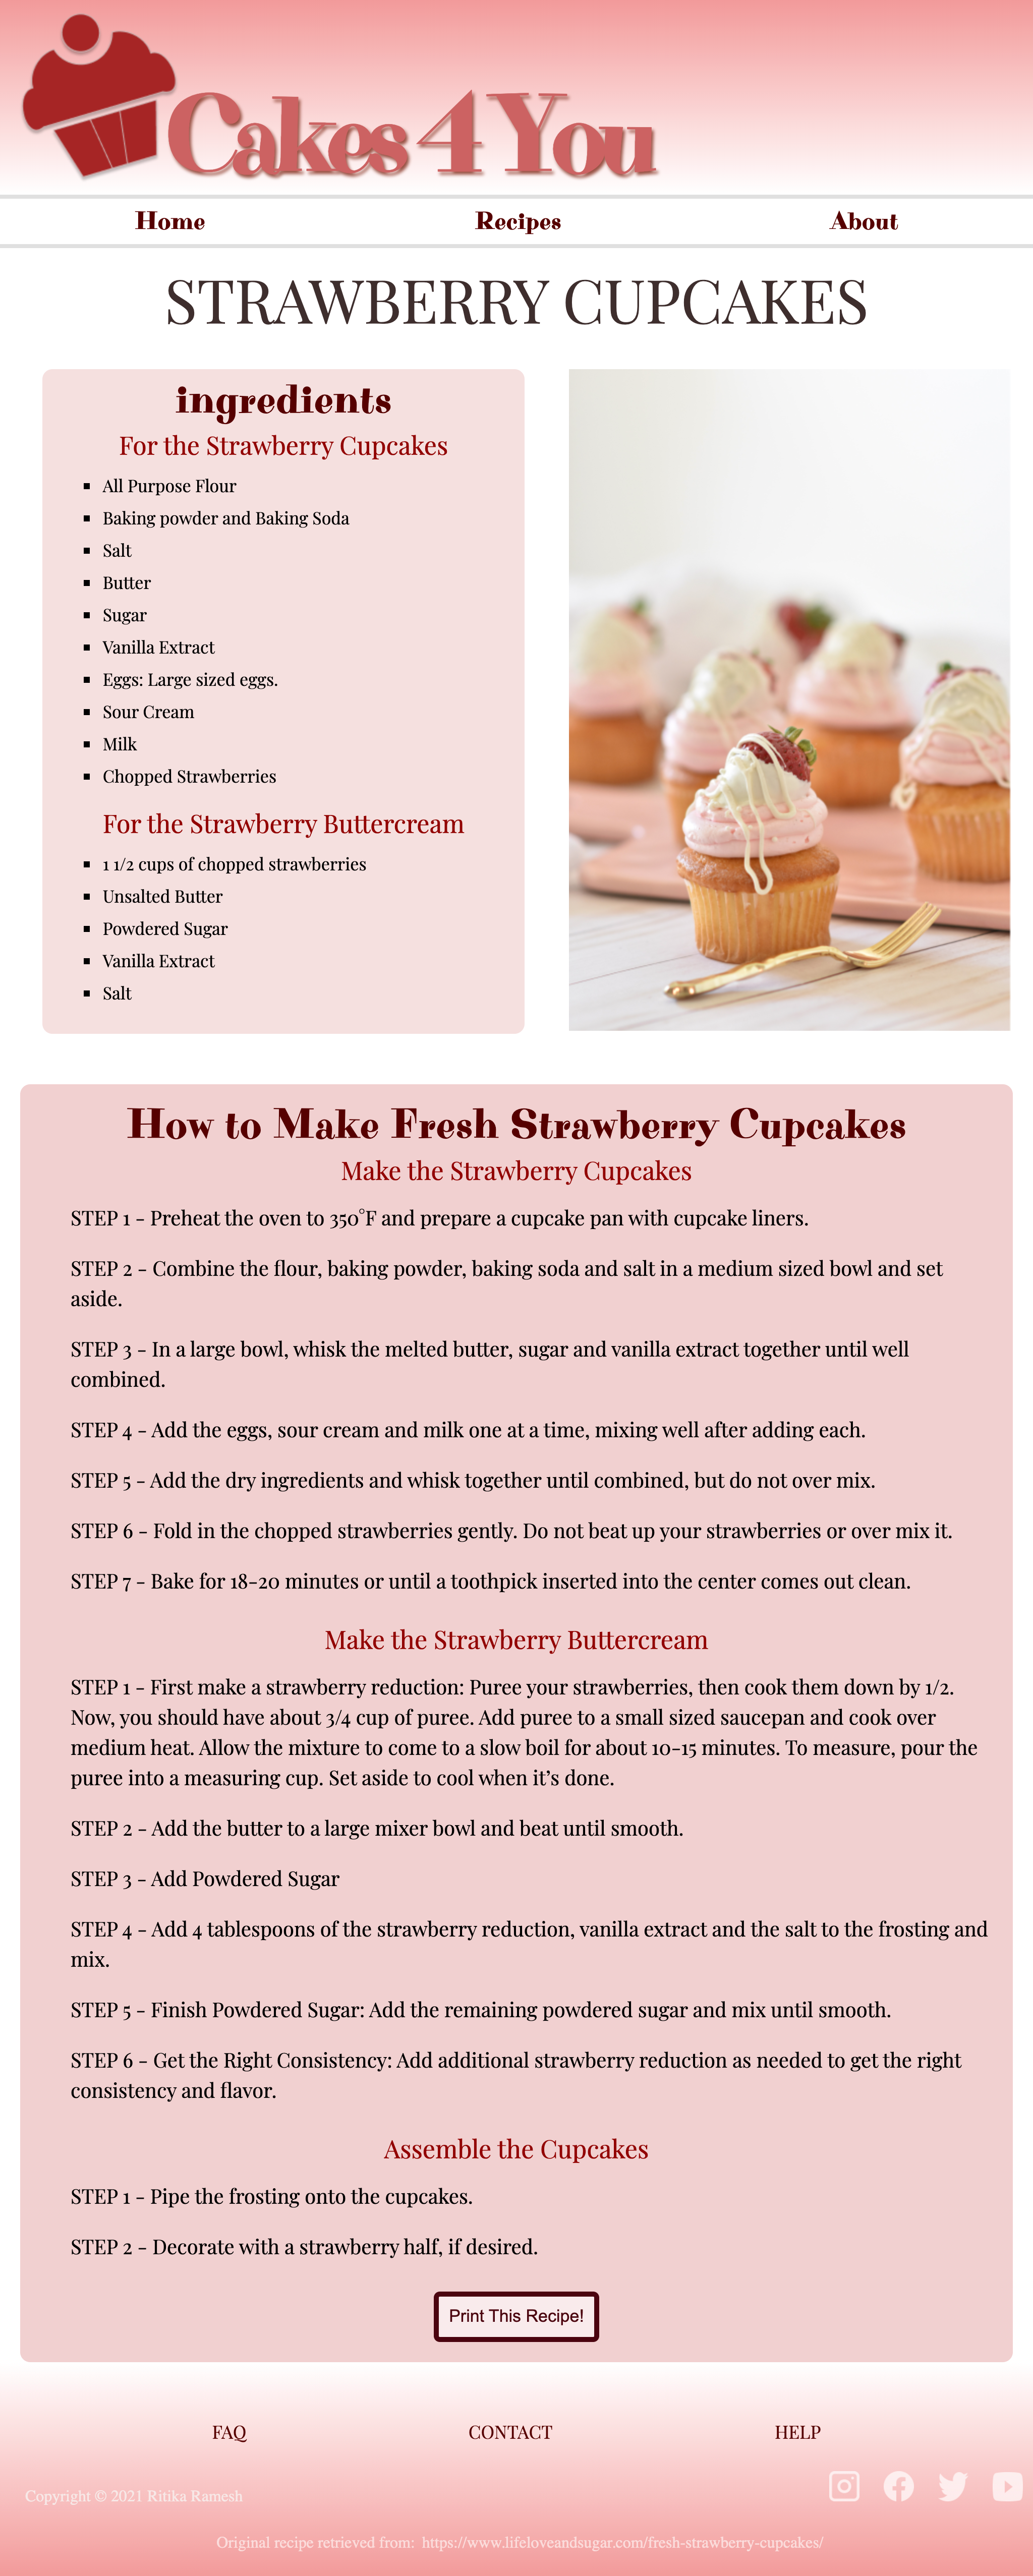 Cakes 4 You
Home Recipes About
STRAWBERRY CUPCAKES
ingredients
For the Strawberry Cupcakes
▪ All Purpose Flour
▪ Baking powder and Baking Soda
▪ Salt
▪ Butter
▪ Sugar
▪ Vanilla Extract
▪ Eggs: Large sized eggs.
▪ Sour Cream
▪ Milk
▪ Chopped Strawberries
For the Strawberry Buttercream
▪ 1 1/2 cups of chopped strawberries
▪ Unsalted Butter
▪ Powdered Sugar
▪ Vanilla Extract
▪ Salt
How to Make Fresh Strawberry Cupcakes
Make the Strawberry Cupcakes
STEP 1 - Preheat the oven to 350°F and prepare a cupcake pan with cupcake liners.
STEP 2 - Combine the flour, baking powder, baking soda and salt in a medium sized bowl and set
aside.
STEP 3 - In a large bowl, whisk the melted butter, sugar and vanilla extract together until well
combined.
STEP 4 - Add the eggs, sour cream and milk one at a time, mixing well after adding each.
STEP 5 - Add the dry ingredients and whisk together until combined, but do not over mix.
STEP 6 - Fold in the chopped strawberries gently. Do not beat up your strawberries or over mix it.
STEP 7 - Bake for 18-20 minutes or until a toothpick inserted into the center comes out clean.
Make the Strawberry Buttercream
STEP 1 - First make a strawberry reduction: Puree your strawberries, then cook them down by 1/2.
Now, you should have about 3/4 cup of puree. Add puree to a small sized saucepan and cook over
medium heat. Allow the mixture to come to a slow boil for about 10-15 minutes. To measure, pour the
puree into a measuring cup. Set aside to cool when it’s done.
STEP 2 - Add the butter to a large mixer bowl and beat until smooth.
STEP 3 - Add Powdered Sugar
STEP 4 - Add 4 tablespoons of the strawberry reduction, vanilla extract and the salt to the frosting and
mix.
STEP 5 - Finish Powdered Sugar: Add the remaining powdered sugar and mix until smooth.
STEP 6 - Get the Right Consistency: Add additional strawberry reduction as needed to get the right
consistency and flavor.
Assemble the Cupcakes
STEP 1 - Pipe the frosting onto the cupcakes.
STEP 2 - Decorate with a strawberry half, if desired.
Print This Recipe!
FAQ CONTACT HELP
Copyright © 2021 Ritika Ramesh
Original recipe retrieved from: https://www.lifeloveandsugar.com/fresh-strawberry-cupcakes/